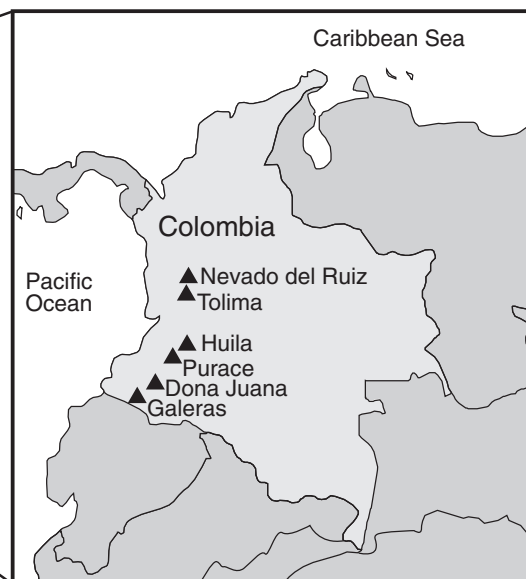 Caribbean Sea
Colombia
Pacific
Ocean
Nevado del Ruiz
Tolima
Huila
Purace
Dona Juana
Galeras